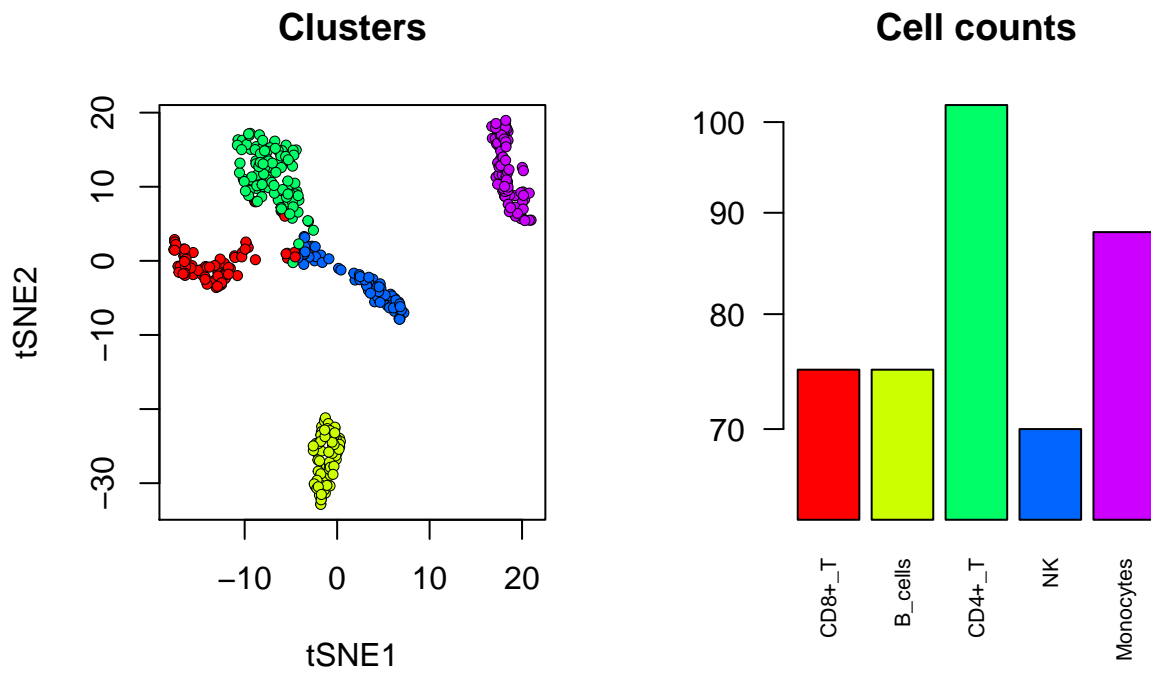 Clusters
tSNE2
20
10
0
−10
−30
−10 0 10 20
tSNE1
Cell counts
100
90
80
70
CD8+_T
B_cells
CD4+_T
NK
Monocytes